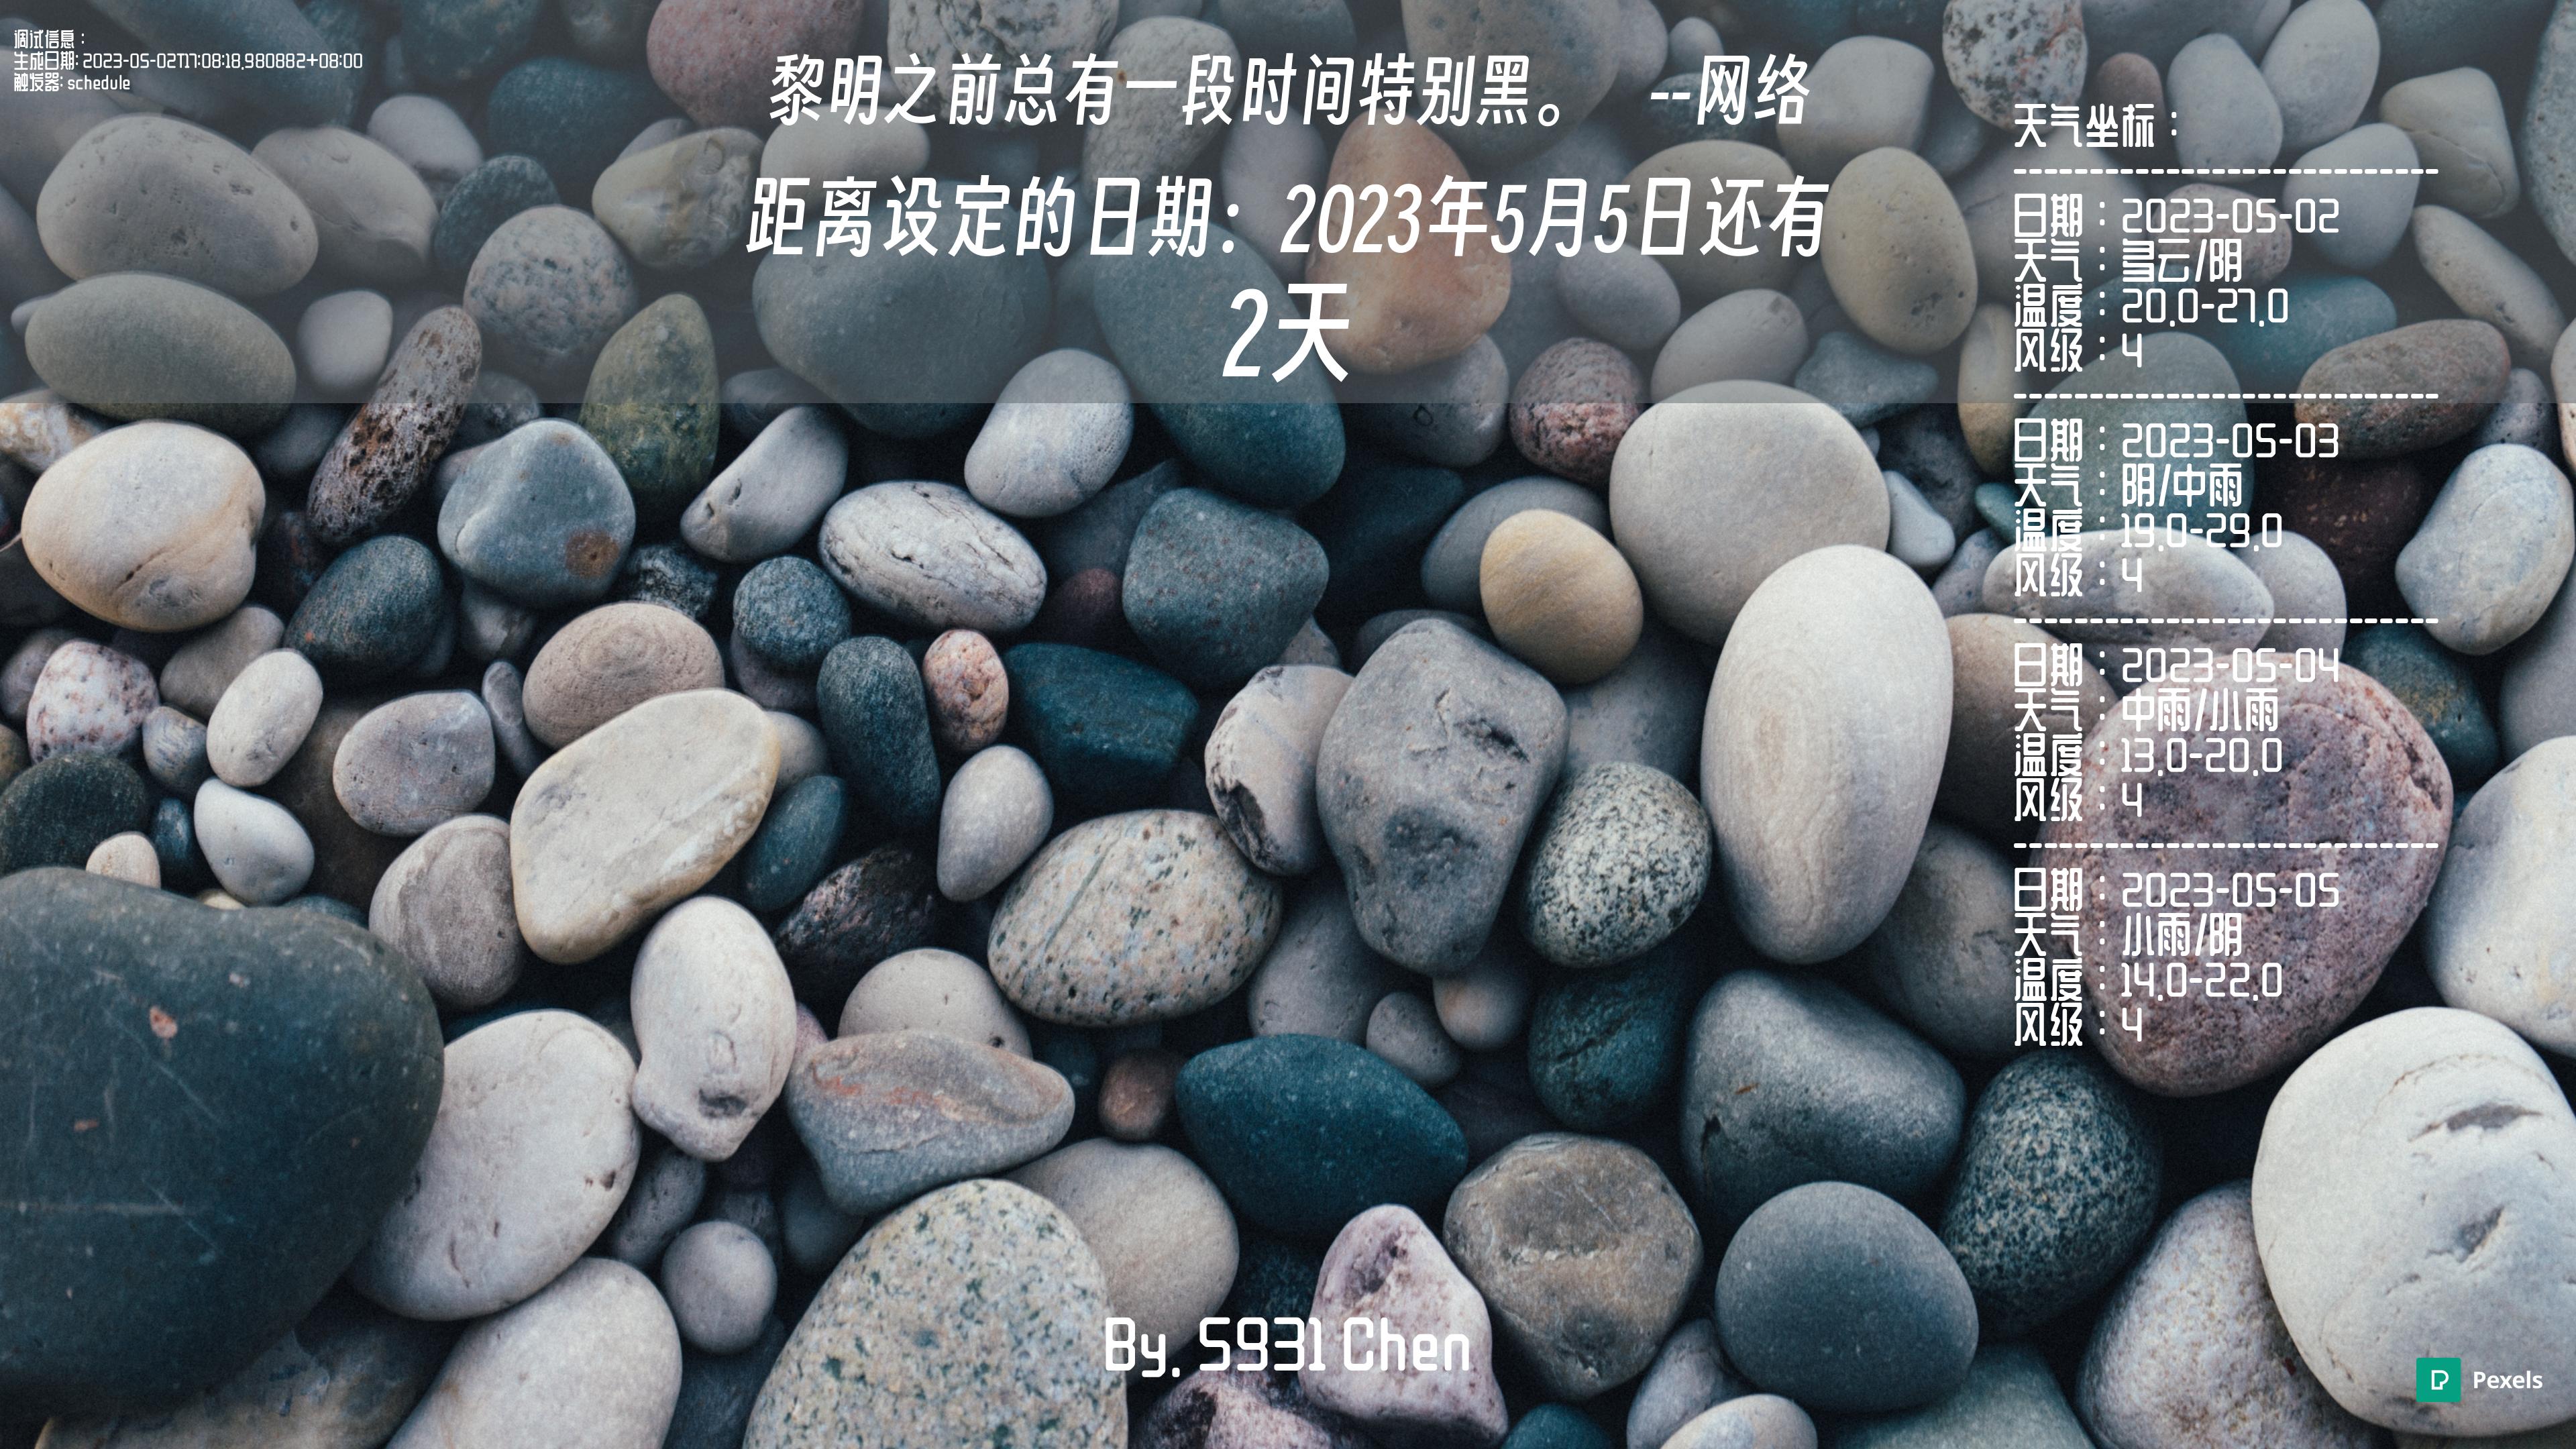 调试信息：
生成日期: 2023-05-02T17:08:18.980882+08:00
触发器: schedule
黎明之前总有一段时间特别黑。 --网络
距离设定的日期：2023年5月5日还有
2天
天气坐标：
------------------------
日期：2023-05-02
天气：多云/阴
温度：20.0-27.0
风级：4
------------------------
日期：2023-05-03
天气：阴/中雨
温度：19.0-29.0
风级：4
------------------------
日期：2023-05-04
天气：中雨/小雨
温度：13.0-20.0
风级：4
------------------------
日期：2023-05-05
天气：小雨/阴
温度：14.0-22.0
风级：4
By. S931 Chen
Pexels